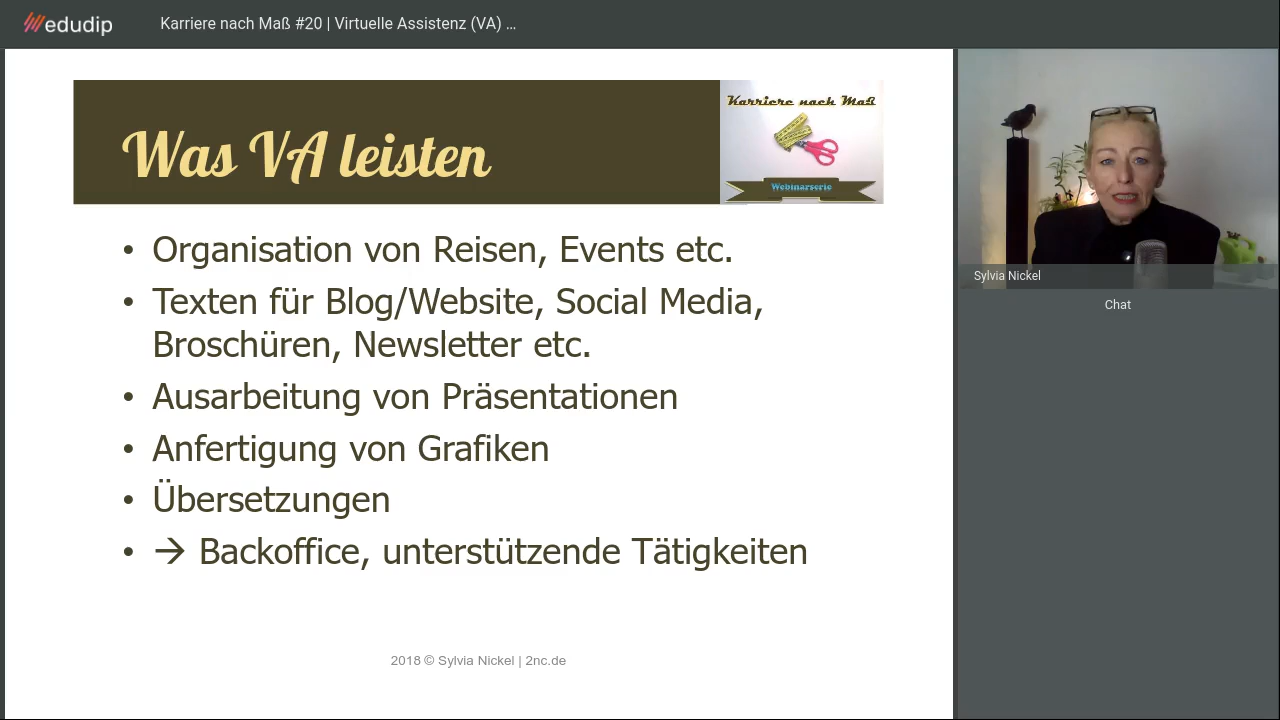 edudip
Karriere nach Maß #20 | Virtuelle Assistenz (VA) ...
Was VA leisten
Karriere nach Maß
Webinarserie
• Organisation von Reisen, Events etc.
• Texten für Blog/Website, Social Media,
Broschüren, Newsletter etc.
• Ausarbeitung von Präsentationen
• Anfertigung von Grafiken
• Übersetzungen
• → Backoffice, unterstützende Tätigkeiten
2018 © Sylvia Nickel | 2nc.de
Sylvia Nickel
Chat